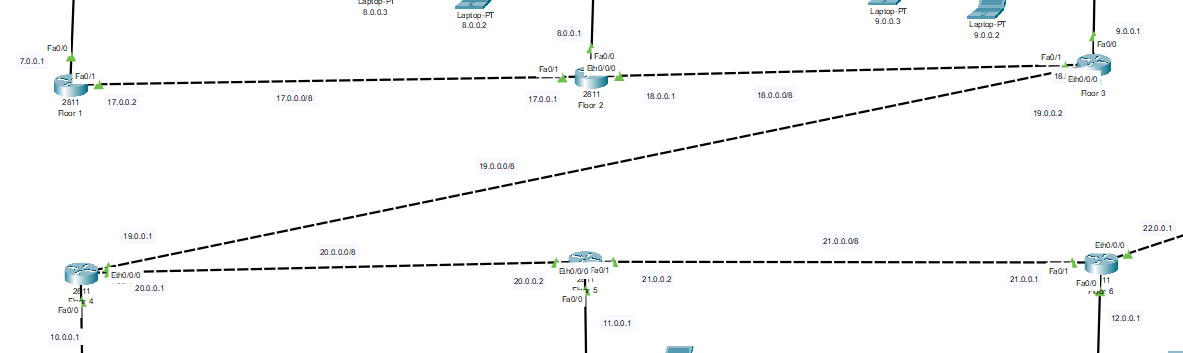 Laptop-PT
8.0.0.3
Laptop-PT
8.0.0.2
Laptop-PT
9.0.0.3
Laptop-PT
9.0.0.2
Fa0/0
7.0.0.1
Fa0/1
2811
Floor 1
17.0.0.2
17.0.0.0/8
8.0.0.1
Fa0/0
Fa0/1
Eth0/0/0
17.0.0.1
2811
Floor 2
18.0.0.1
18.0.0.0/8
9.0.0.1
Fa0/0
Fa0/1
18.
Eth0/0/0
Floor 3
19.0.0.2
19.0.0.0/8
19.0.0.1
Eth0/0/0
20.0.0.1
Fa0/0
10.0.0.1
20.0.0.0/8
20.0.0.2
Eth0/0/0
Fa0/1
Fa0/0
21.0.0.2
11.0.0.1
21.0.0.0/8
22.0.0.1
Eth0/0/0
Fa0/1
21.0.0.1
Fa0/0
12.0.0.1